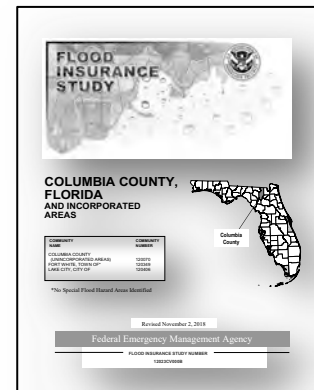 FLOOD
INSURANCE
STUDY
COLUMBIA COUNTY,
FLORIDA
AND INCORPORATED
AREAS
Columbia
County
COMMUNITY NAME COMMUNITY NUMBER
COLUMBIA COUNTY
(UNINCORPORATED AREAS) 120070
FORT WHITE, TOWN OF* 120349
LAKE CITY, CITY OF 120406
*No Special Flood Hazard Areas Identified
Revised November 2, 2018
Federal Emergency Management Agency
FLOOD INSURANCE STUDY NUMBER
12023CV000B